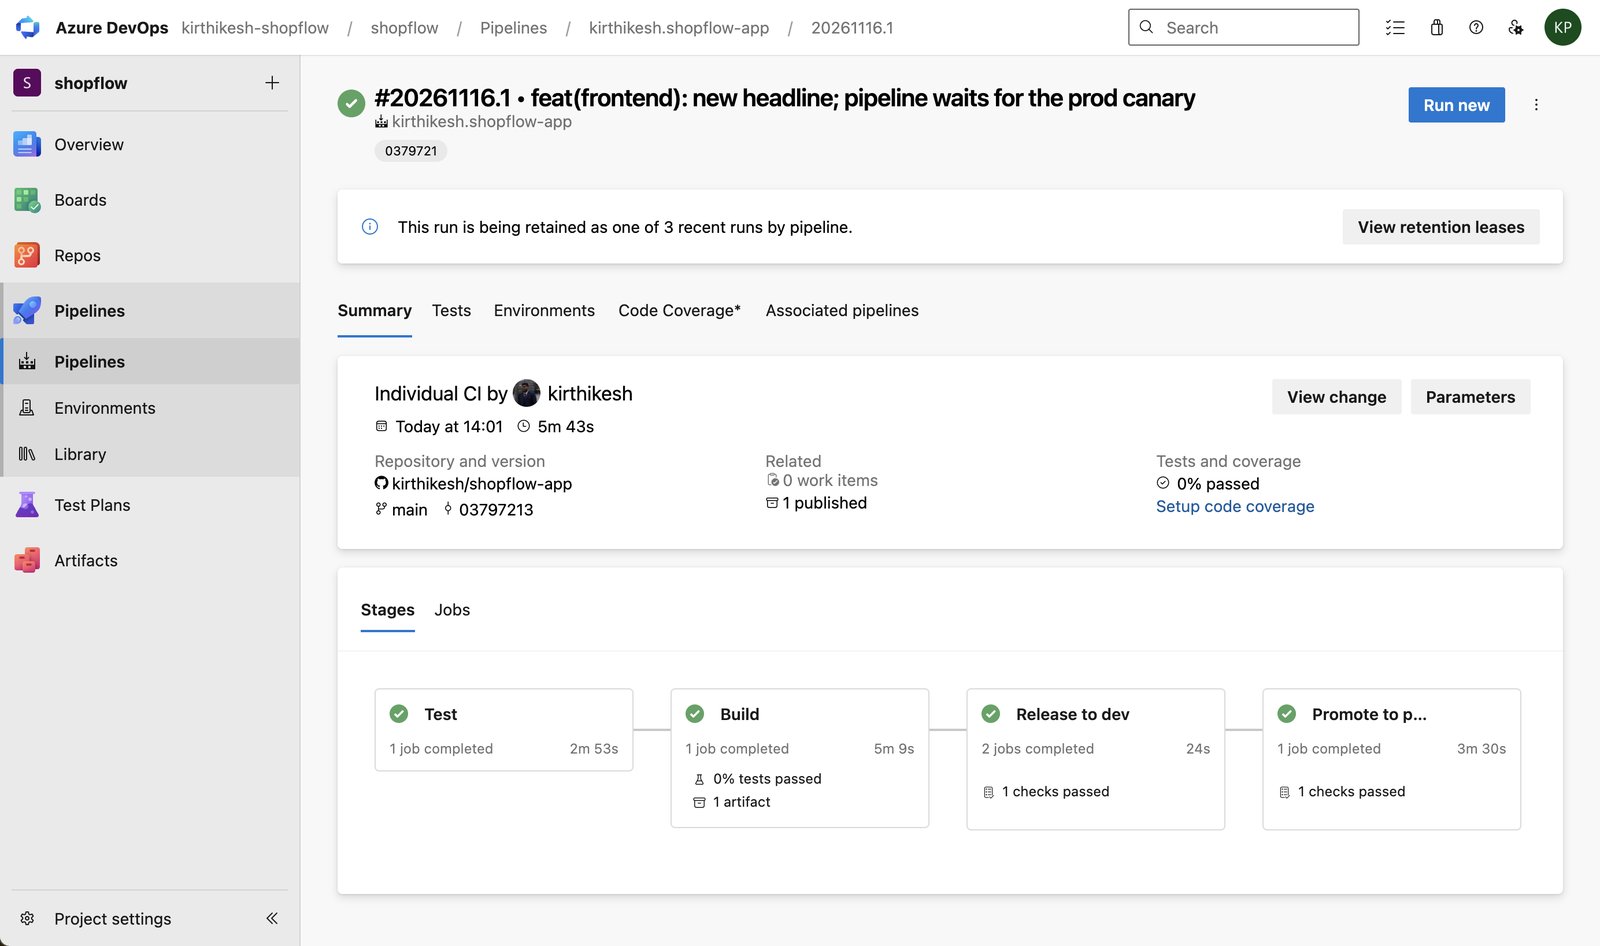 Azure DevOps kirthikesh-shopflow / shopflow / Pipelines / kirthikesh.shopflow-app / 20261116.1
Search
KP
S shopflow
Overview
Boards
Repos
Pipelines
Pipelines
Environments
Library
Test Plans
Artifacts
Project settings
#20261116.1 • feat(frontend): new headline; pipeline waits for the prod canary
kirthikesh.shopflow-app
0379721
Run new
This run is being retained as one of 3 recent runs by pipeline.
View retention leases
Summary Tests Environments Code Coverage* Associated pipelines
Individual CI by kirthikesh
View change Parameters
Today at 14:01 5m 43s
Repository and version
kirthikesh/shopflow-app
main 03797213
Related
0 work items
1 published
Tests and coverage
0% passed
Setup code coverage
Stages Jobs
Test
1 job completed 2m 53s
Build
1 job completed 5m 9s
0% tests passed
1 artifact
Release to dev
2 jobs completed 24s
1 checks passed
Promote to p...
1 job completed 3m 30s
1 checks passed